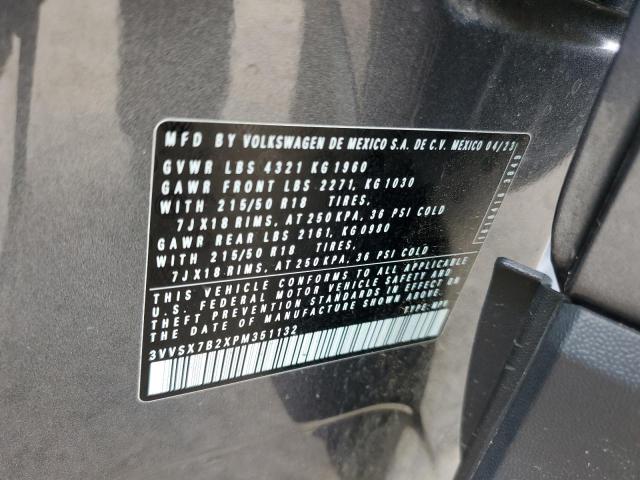 MFD BY VOLKSWAGEN DE MEXICO S.A. DE C.V. MÉXICO 04/23
GVWR LBS 4321 KG 1960
GAWR FRONT LBS 2271, KG 1030
WITH 215/50 R18 TIRES,
7JX18 RIMS, AT 250 KPA, 36 PSI COLD
GAWR REAR LBS 2161, KG 0980
WITH 215/50 R18 TIRES,
7JX18 RIMS, AT 250 KPA, 36 PSI COLD
THIS VEHICLE CONFORMS TO ALL APPLICABLE
U.S. FEDERAL MOTOR VEHICLE SAFETY AND
THEFT PREVENTION STANDARDS IN EFFECT ON
THE DATE OF MANUFACTURE SHOWN ABOVE.
3VVSX7B2XPM351132